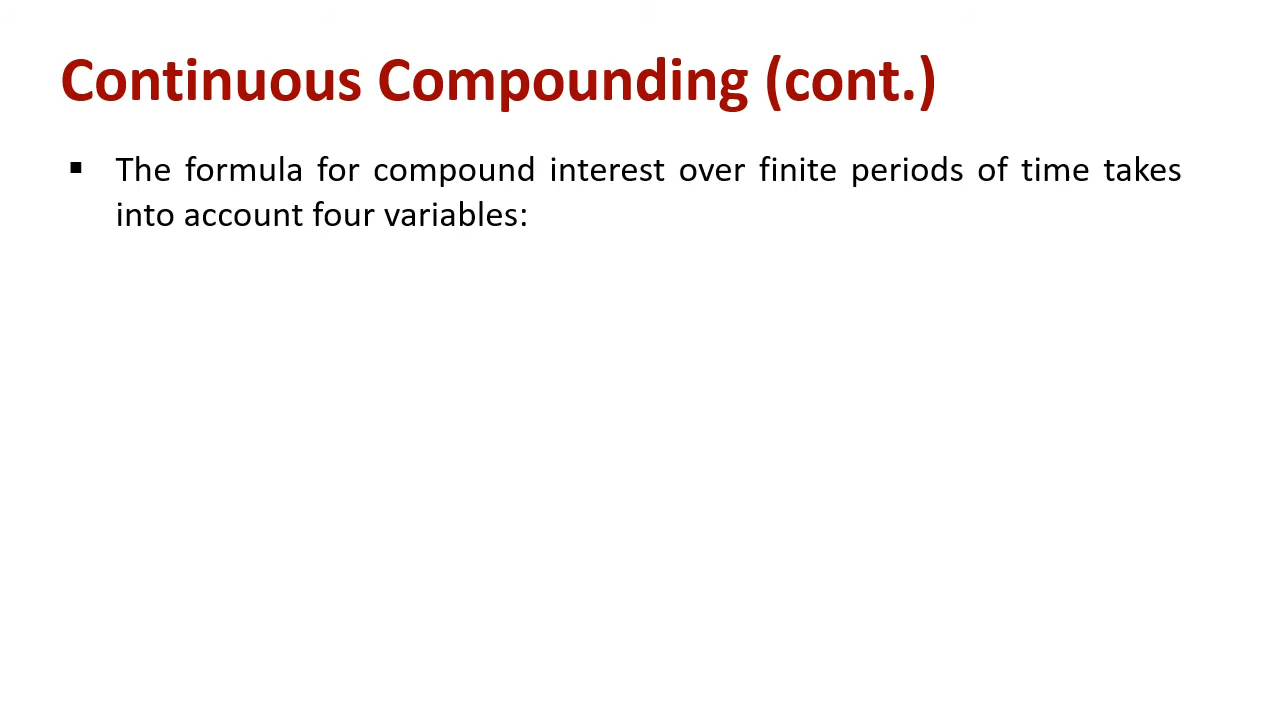 Continuous Compounding (cont.)
▪ The formula for compound interest over finite periods of time takes
into account four variables: